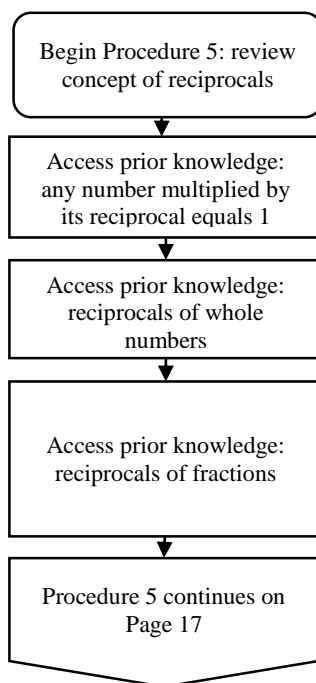 Begin Procedure 5: review
concept of reciprocals
Access prior knowledge:
any number multiplied by
its reciprocal equals 1
Access prior knowledge:
reciprocals of whole
numbers
Access prior knowledge:
reciprocals of fractions
Procedure 5 continues on
Page 17